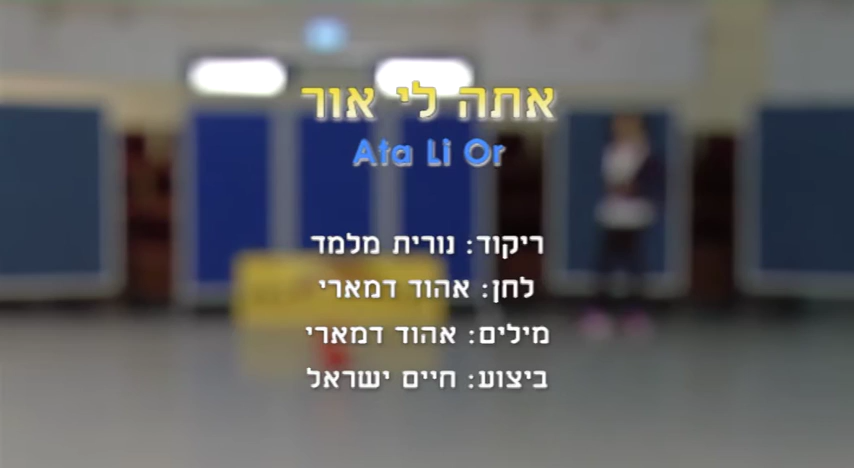 אתה לי אור
Ata Li Or
ריקוד: נורית מלמד
לחן: אהוד דמארי
מילים: אהוד דמארי
ביצוע: חיים ישראל